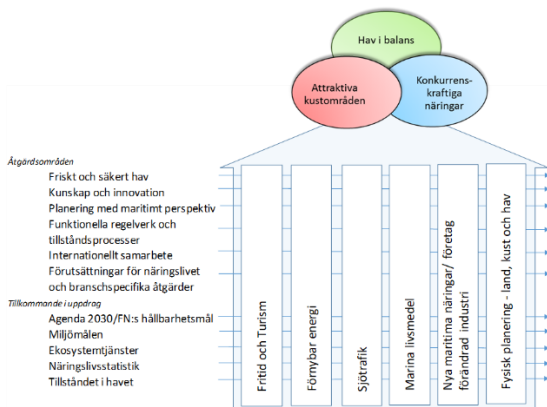 Hav i balans
Attraktiva
kustområden
Konkurrens-
kraftiga
näringar
Åtgärdsområden
Friskt och säkert hav
Kunskap och innovation
Planering med maritimt perspektiv
Funktionella regelverk och
tillståndsprocesser
Internationellt samarbete
Förutsättningar för näringslivet
och branschspecifika åtgärder
Tillkommande i uppdrag
Agenda 2030/FN:s hållbarhetsmål
Miljömålen
Ekosystemtjänster
Näringslivsstatistik
Tillståndet i havet
Fritid och Turism
Förnybar energi
Sjötrafik
Marina livsmedel
Nya maritima näringar/ företag
förändrad industri
Fysisk planering - land, kust och hav